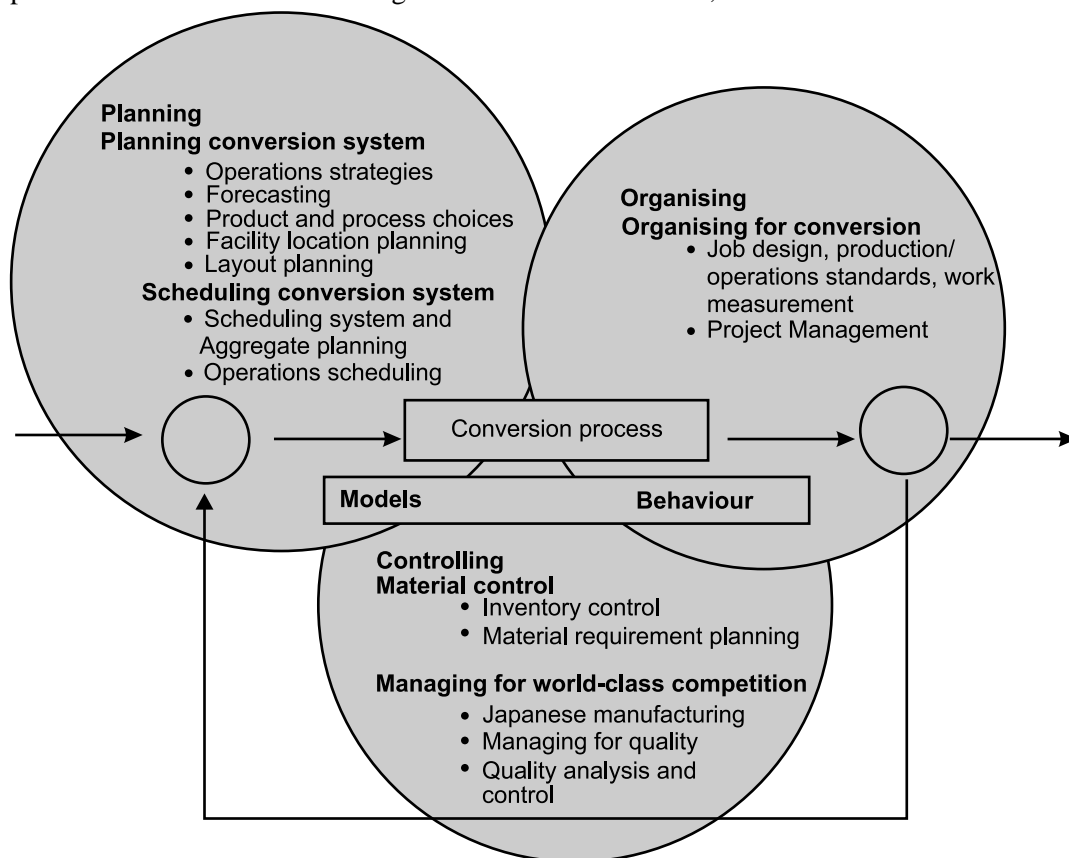 Planning
Planning conversion system
• Operations strategies
• Forecasting
• Product and process choices
• Facility location planning
• Layout planning
Scheduling conversion system
• Scheduling system and
Aggregate planning
• Operations scheduling
Organising
Organising for conversion
• Job design, production/
operations standards, work
measurement
• Project Management
Conversion process
Models
Behaviour
Controlling
Material control
• Inventory control
• Material requirement planning
Managing for world-class competition
• Japanese manufacturing
• Managing for quality
• Quality analysis and
control